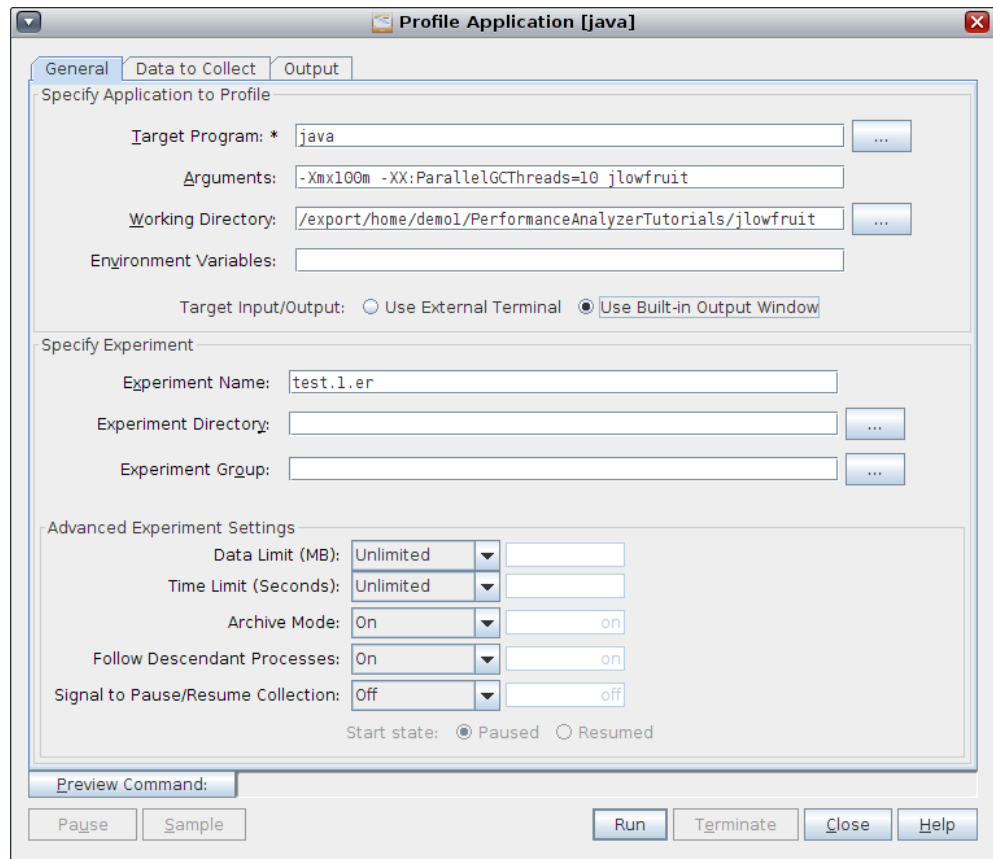 Profile Application [java]
General Data to Collect Output
Specify Application to Profile
Target Program: * java ...
Arguments: -Xmx100m -XX:ParallelGCThreads=10 jlowfruit
Working Directory: /export/home/demo1/PerformanceAnalyzerTutorials/jlowfruit ...
Environment Variables:
Target Input/Output: Use External Terminal Use Built-in Output Window
Specify Experiment
Experiment Name: test.1.er
Experiment Directory: ...
Experiment Group: ...
Advanced Experiment Settings
Data Limit (MB): Unlimited
Time Limit (Seconds): Unlimited
Archive Mode: On on
Follow Descendant Processes: On on
Signal to Pause/Resume Collection: Off off
Start state: Paused Resumed
Preview Command:
Pause Sample Run Terminate Close Help